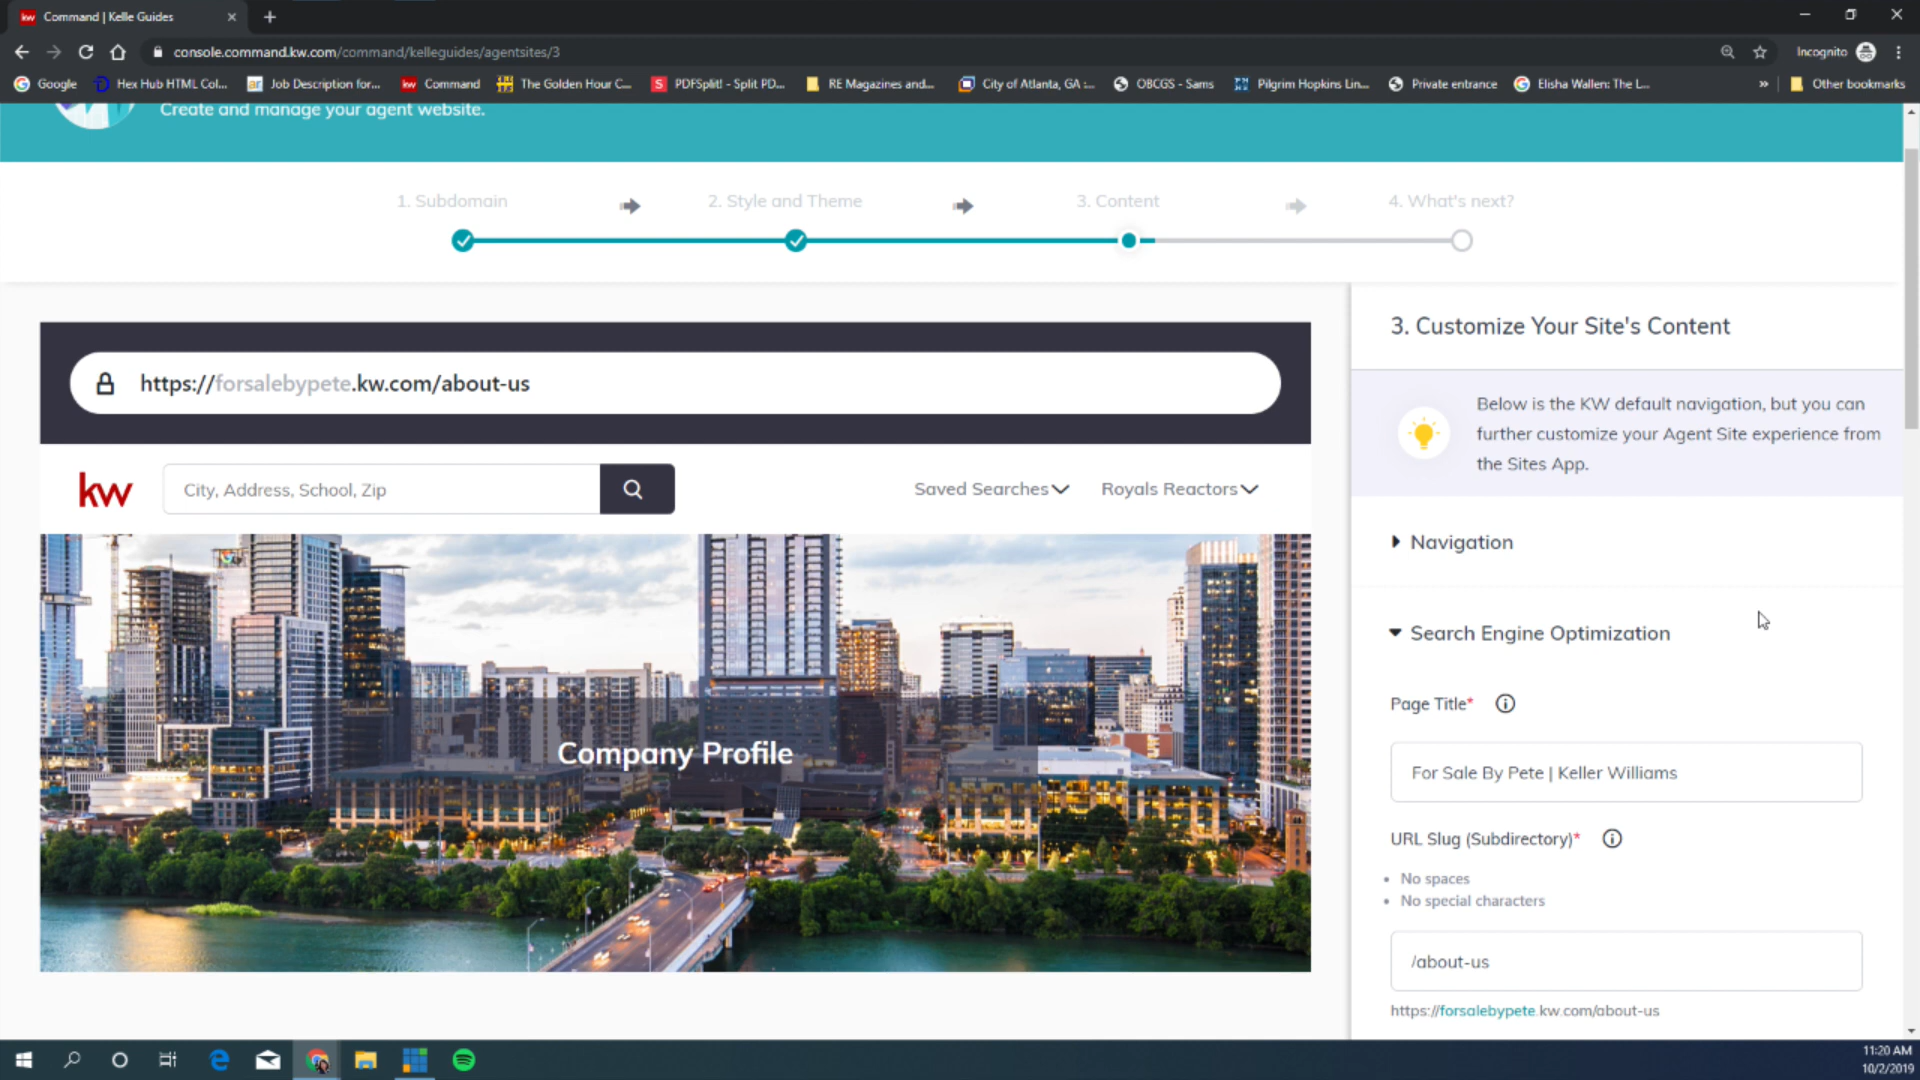 kw Command | Kelle Guides
console.command.kw.com/command/kelleguides/agentsites/3
Incognito
Google
Hex Hub HTML Col...
ar Job Description for...
kw Command
The Golden Hour C...
S PDFSplit! - Split PD...
RE Magazines and...
City of Atlanta, GA :...
OBCGS - Sams
Pilgrim Hopkins Lin...
Private entrance
Elisha Wallen: The L...
»
Other bookmarks
Create and manage your agent website.
1. Subdomain
2. Style and Theme
3. Content
4. What's next?
https://forsalebypete.kw.com/about-us
kw
City, Address, School, Zip
Saved Searches
Royals Reactors
Company Profile
3. Customize Your Site's Content
Below is the KW default navigation, but you can
further customize your Agent Site experience from
the Sites App.
Navigation
Search Engine Optimization
Page Title*
For Sale By Pete | Keller Williams
URL Slug (Subdirectory)*
• No spaces
• No special characters
/about-us
https://forsalebypete.kw.com/about-us
11:20 AM
10/2/2019